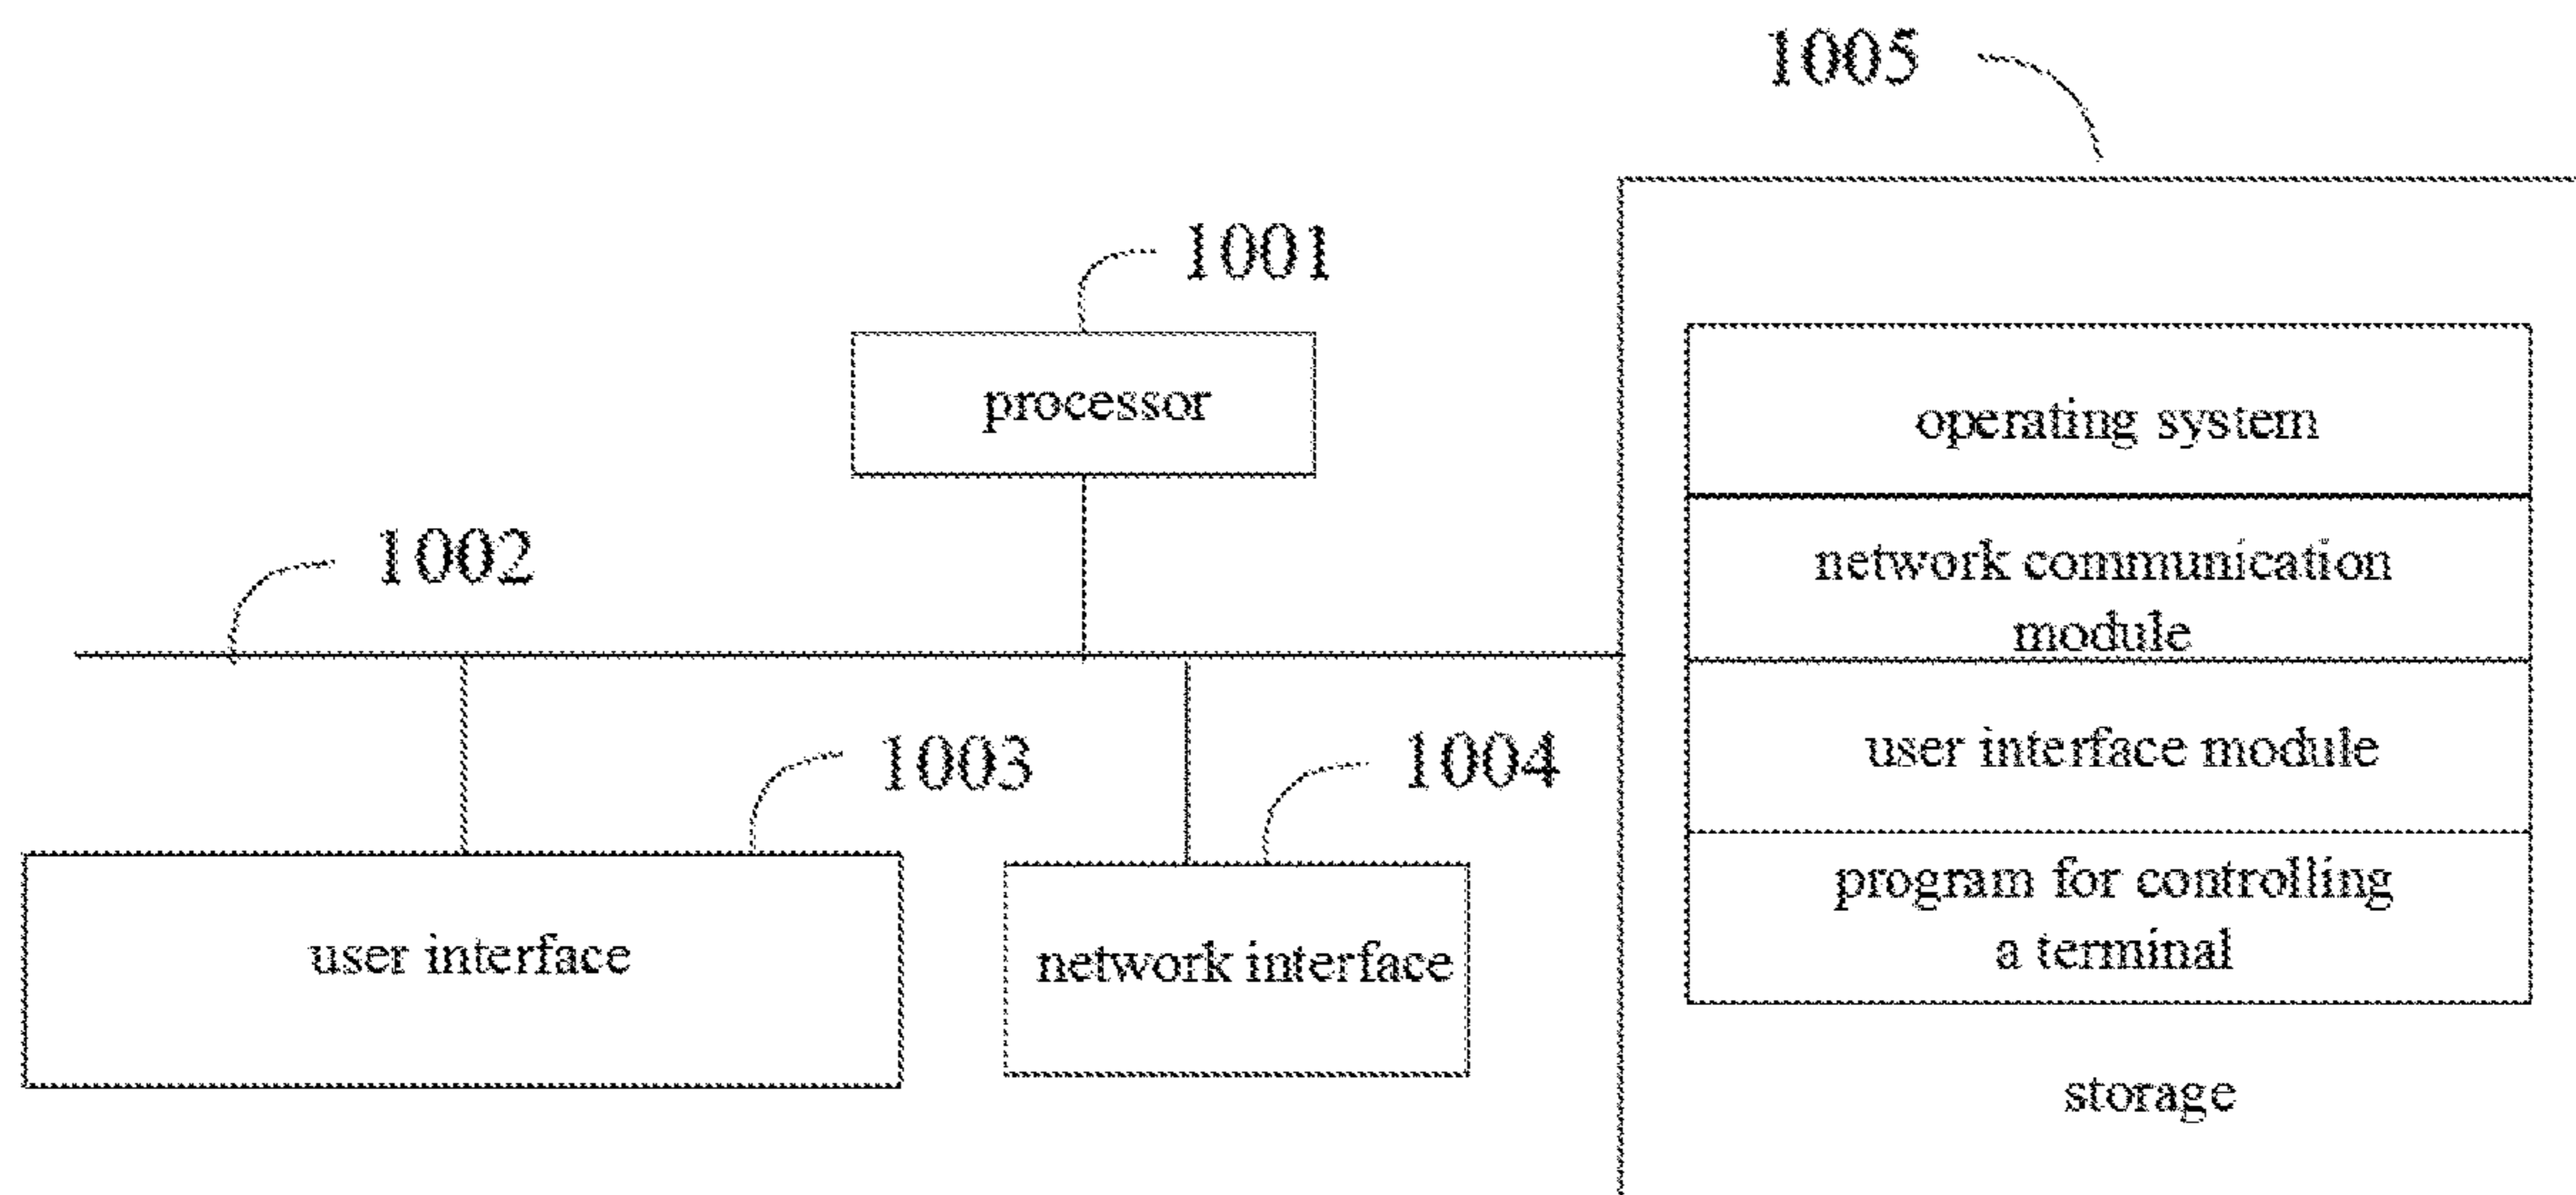 1005
1001
processor
operating system
1002
network communication
module
1003
1004
user interface module
program for controlling
a terminal
user interface
network interface
storage